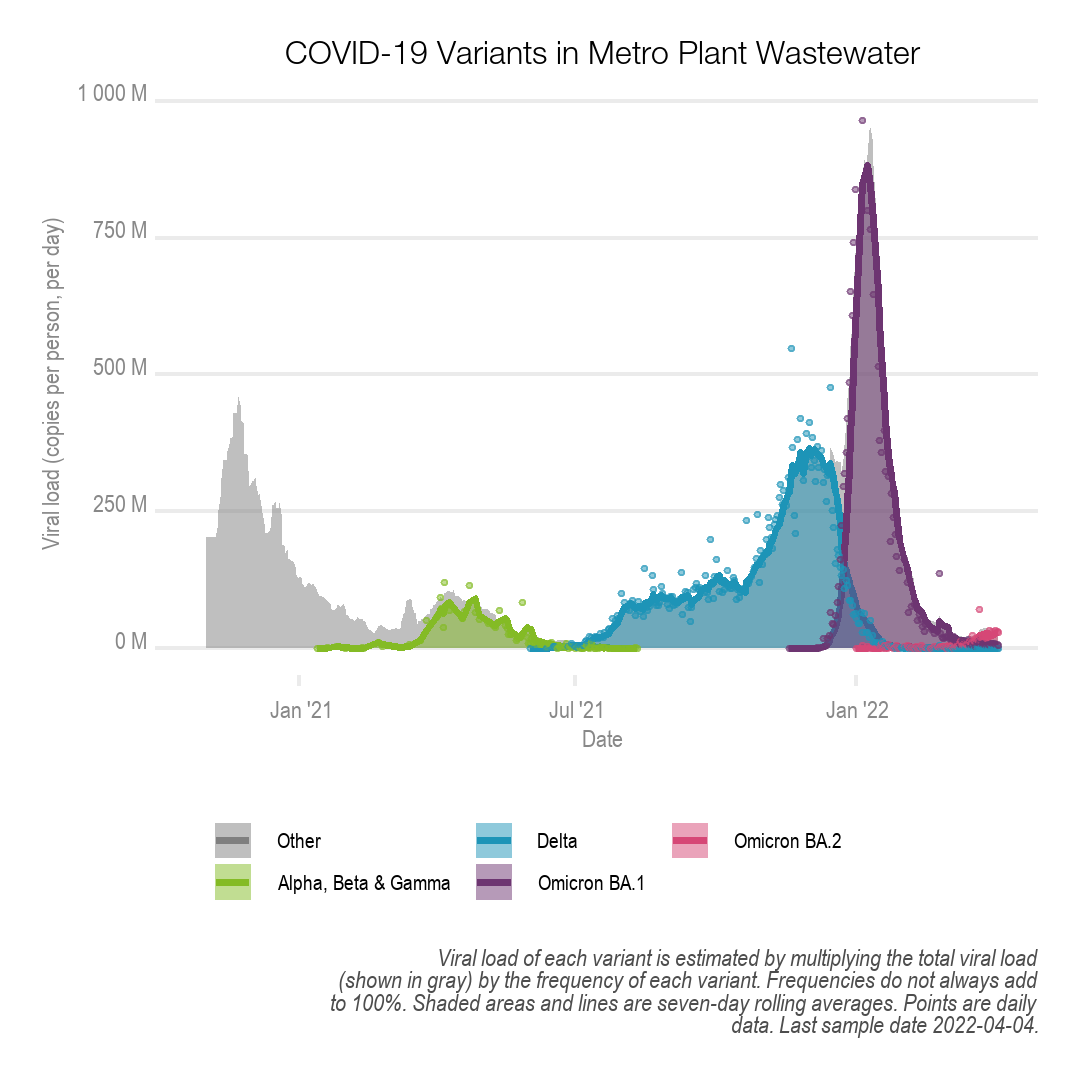 COVID-19 Variants in Metro Plant Wastewater
1 000 M
750 M
500 M
250 M
0 M
Viral load (copies per person, per day)
Jan '21
Jul '21
Jan '22
Date
Other
Delta
Omicron BA.2
Alpha, Beta & Gamma
Omicron BA.1
Viral load of each variant is estimated by multiplying the total viral load
(shown in gray) by the frequency of each variant. Frequencies do not always add
to 100%. Shaded areas and lines are seven-day rolling averages. Points are daily
data. Last sample date 2022-04-04.